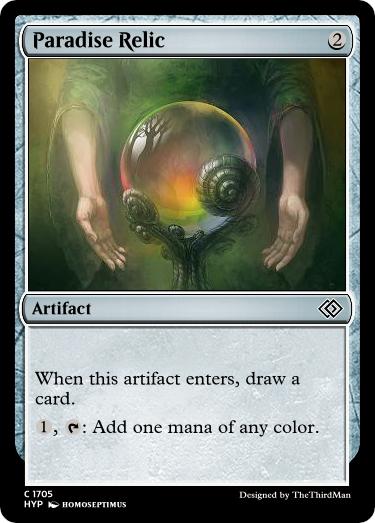 Paradise Relic 2
Artifact
When this artifact enters, draw a
card.
1, : Add one mana of any color.
C 1705
HYP HOMOSEPTIMUS
Designed by TheThirdMan